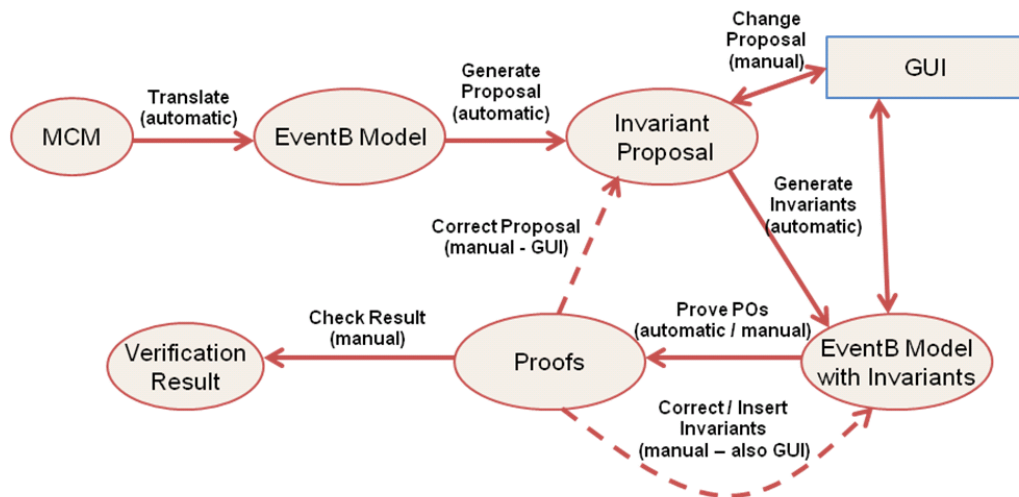 Change
Proposal
(manual)
GUI
Generate
Proposal
(automatic)
Translate
(automatic)
MCM
EventB Model
Invariant
Proposal
Generate
Invariants
(automatic)
Correct Proposal
(manual - GUI)
Check Result
(manual)
Prove POs
(automatic / manual)
Verification
Result
Proofs
EventB Model
with Invariants
Correct / Insert
Invariants
(manual – also GUI)